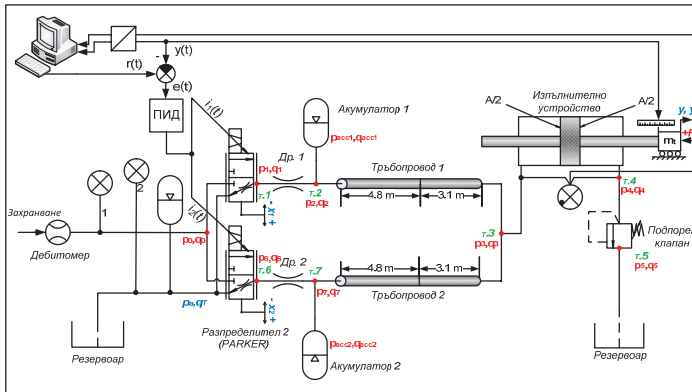 y(t)
r(t)
-
e(t)
ПИД
i₁(t)
i₂(t)
Акумулатор 1
pacc1,qacc1
Изпълнително
устройство
A/2
A/2
mt
p₁,q₁
Др. 1
т.1
т.2
p₂,q₂
Тръбопровод 1
4.8 m
3.1 m
т.4
p₄,q₄
- x₁ +
2
1
Захранване
Дебитомер
p₀,q₀
p₆,q₆
т.6
Др. 2
т.7
p₇,q₇
т.3
p₃,q₃
4.8 m
3.1 m
Тръбопровод 2
клапан
т.5
p₅,q₅
pa,qT
- x₂ +
Разпределител 2
(PARKER)
pacc2,qacc2
Акумулатор 2
Резервоар
Резервоар